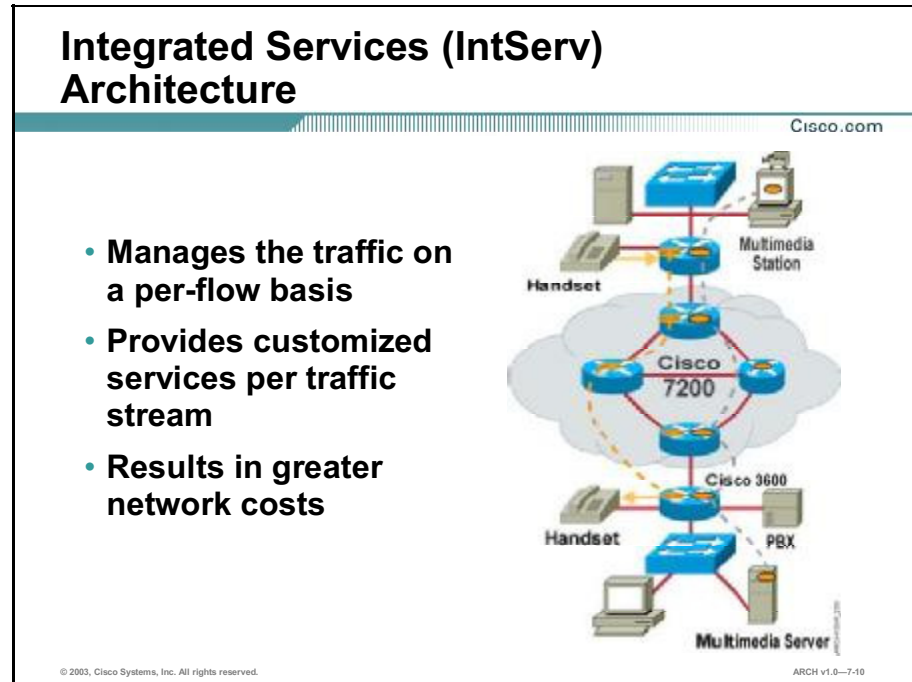 Integrated Services (IntServ)
Architecture
Cisco.com
• Manages the traffic on
a per-flow basis
• Provides customized
services per traffic
stream
• Results in greater
network costs
Multimedia
Station
Handset
Cisco
7200
Cisco 3600
Handset
PBX
Multimedia Server
© 2003, Cisco Systems, Inc. All rights reserved.
ARCH v1.0—7-10